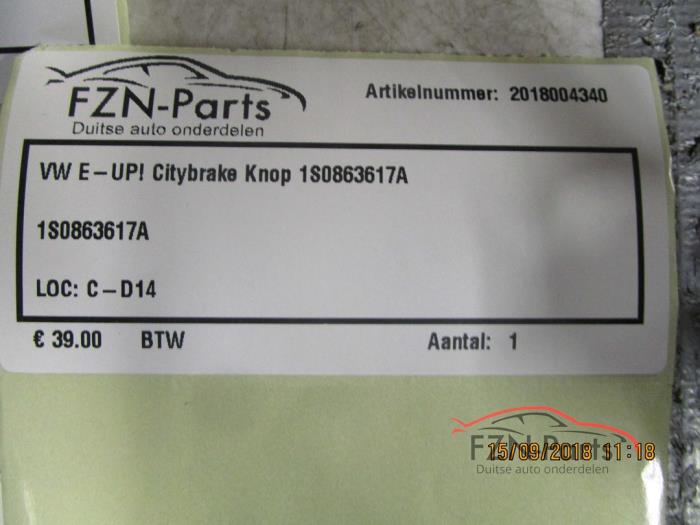 FZN-Parts
Duitse auto onderdelen
Artikelnummer: 2018004340
VW E-UP! Citybrake Knop 1S0863617A
1S0863617A
LOC: C-D14
€ 39.00 BTW Aantal: 1
FZN-Parts
15/09/2018 11:18
Duitse auto onderdelen